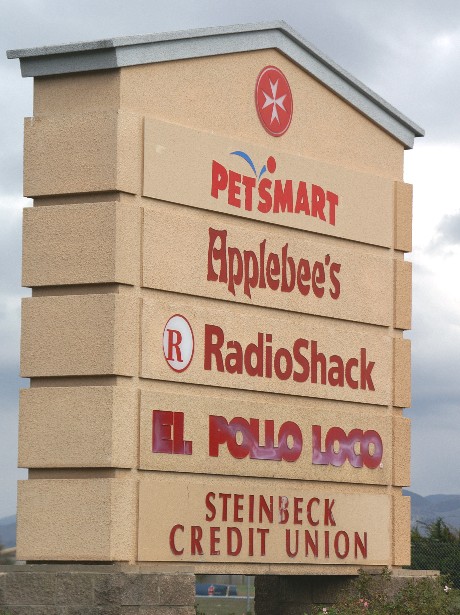 PETSMART
Applebee's
R RadioShack
EL POLLO LOCO
STEINBECK
CREDIT UNION